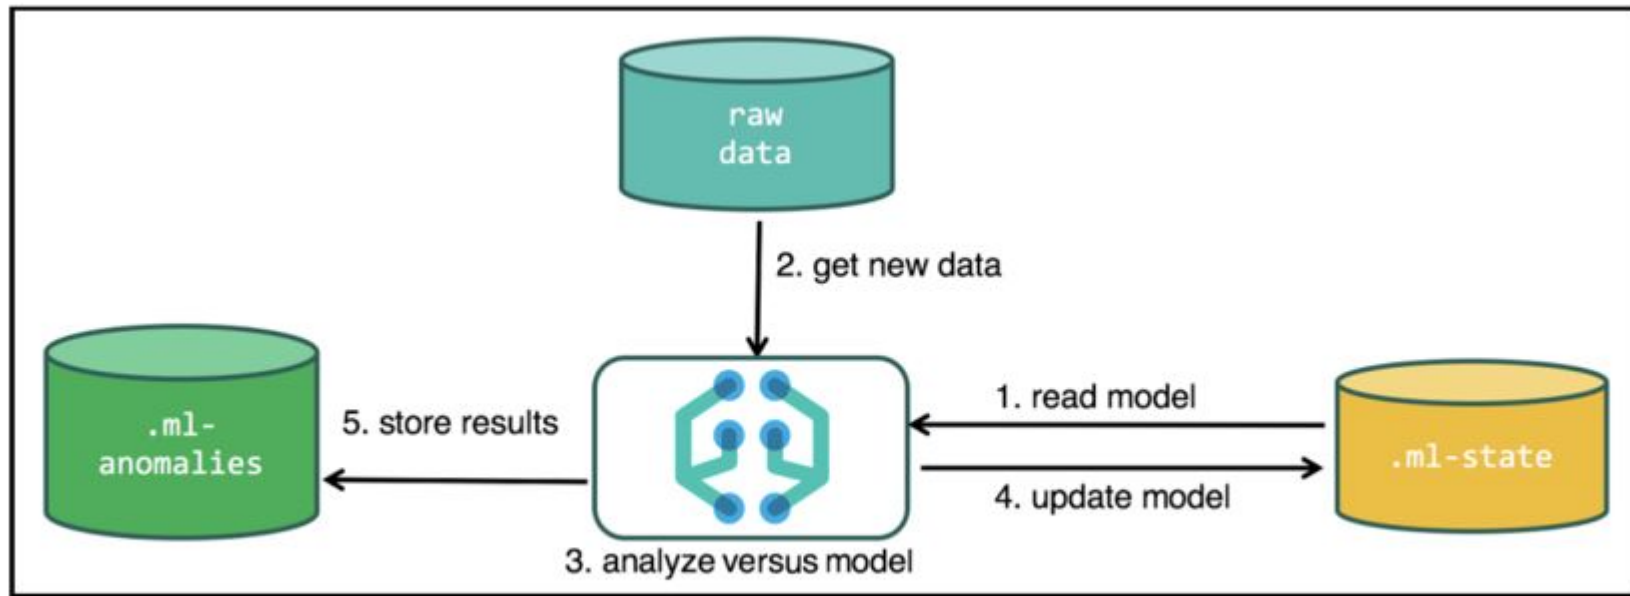 raw
data
2. get new data
.ml-
anomalies
5. store results
1. read model
.ml-state
4. update model
3. analyze versus model